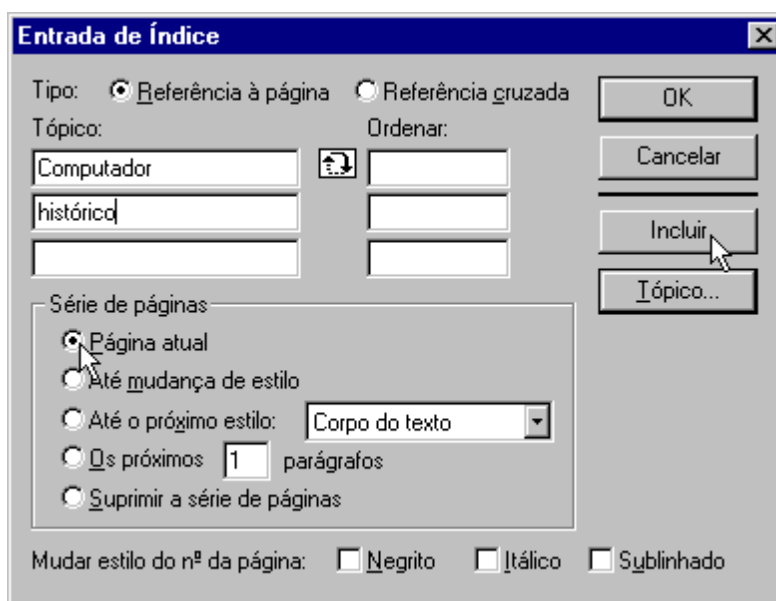 Entrada de Índice
Tipo: Referência à página Referência cruzada
OK
Tópico: Ordenar:
Computador
Cancelar
histórico
Incluir
Tópico...
Série de páginas
Página atual
Até mudança de estilo
Até o próximo estilo: Corpo do texto
Os próximos 1 parágrafos
Suprimir a série de páginas
Mudar estilo do nº da página: Negrito Itálico Sublinhado